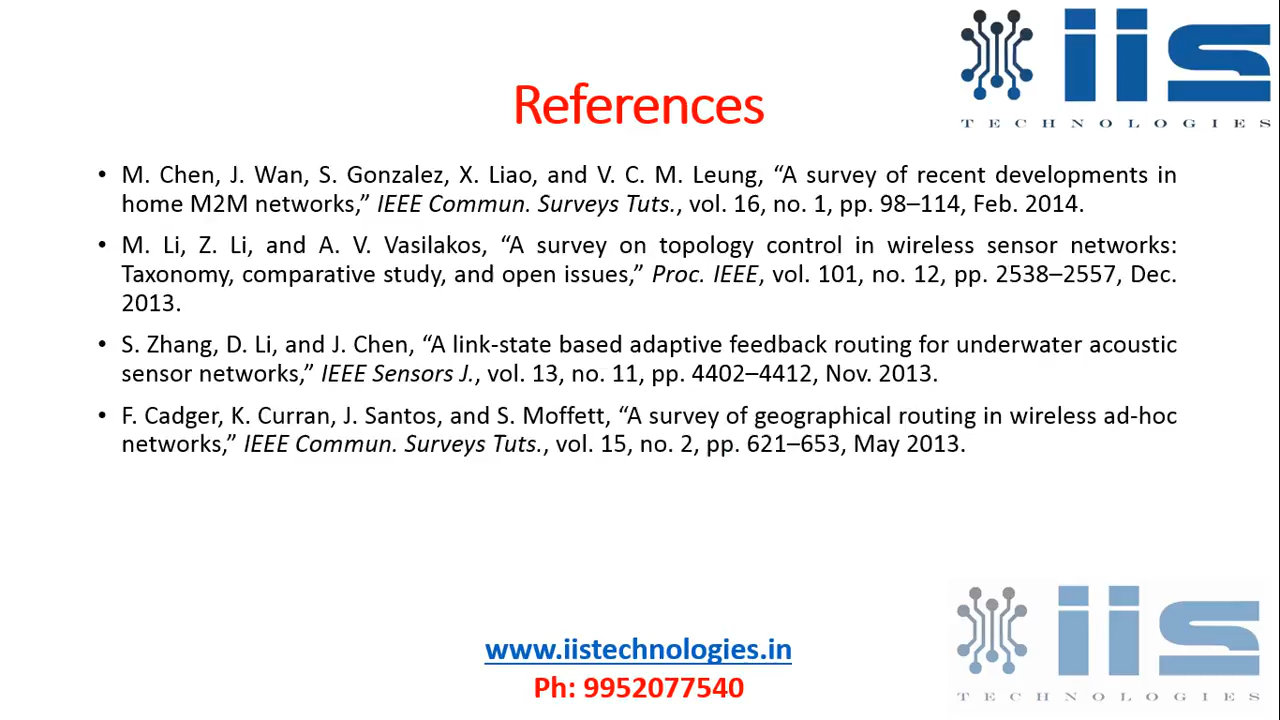 iis
TECHNOLOGIES
References
• M. Chen, J. Wan, S. Gonzalez, X. Liao, and V. C. M. Leung, “A survey of recent developments in
home M2M networks,” IEEE Commun. Surveys Tuts., vol. 16, no. 1, pp. 98–114, Feb. 2014.
• M. Li, Z. Li, and A. V. Vasilakos, “A survey on topology control in wireless sensor networks:
Taxonomy, comparative study, and open issues,” Proc. IEEE, vol. 101, no. 12, pp. 2538–2557, Dec.
2013.
• S. Zhang, D. Li, and J. Chen, “A link-state based adaptive feedback routing for underwater acoustic
sensor networks,” IEEE Sensors J., vol. 13, no. 11, pp. 4402–4412, Nov. 2013.
• F. Cadger, K. Curran, J. Santos, and S. Moffett, “A survey of geographical routing in wireless ad-hoc
networks,” IEEE Commun. Surveys Tuts., vol. 15, no. 2, pp. 621–653, May 2013.
www.iistechnologies.in
Ph: 9952077540
iis
TECHNOLOGIES